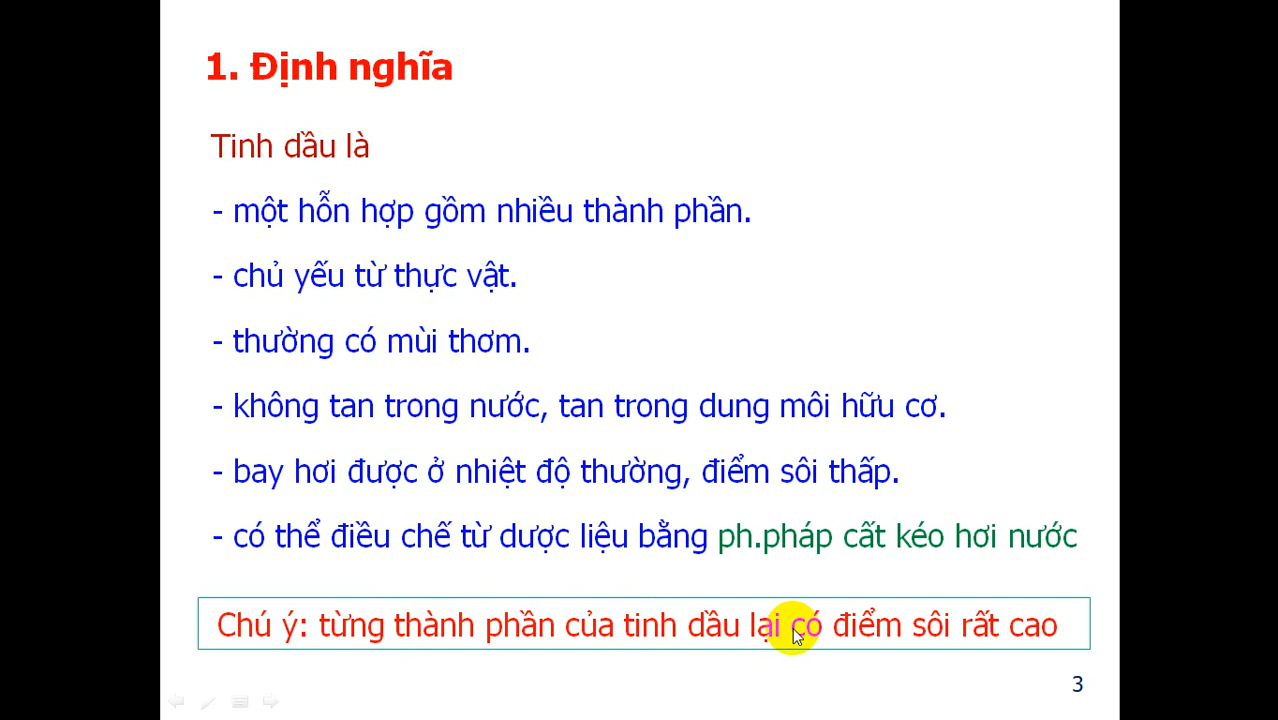 1. Định nghĩa
Tinh dầu là
- một hỗn hợp gồm nhiều thành phần.
- chủ yếu từ thực vật.
- thường có mùi thơm.
- không tan trong nước, tan trong dung môi hữu cơ.
- bay hơi được ở nhiệt độ thường, điểm sôi thấp.
- có thể điều chế từ dược liệu bằng ph.pháp cất kéo hơi nước
Chú ý: từng thành phần của tinh dầu lại có điểm sôi rất cao
3